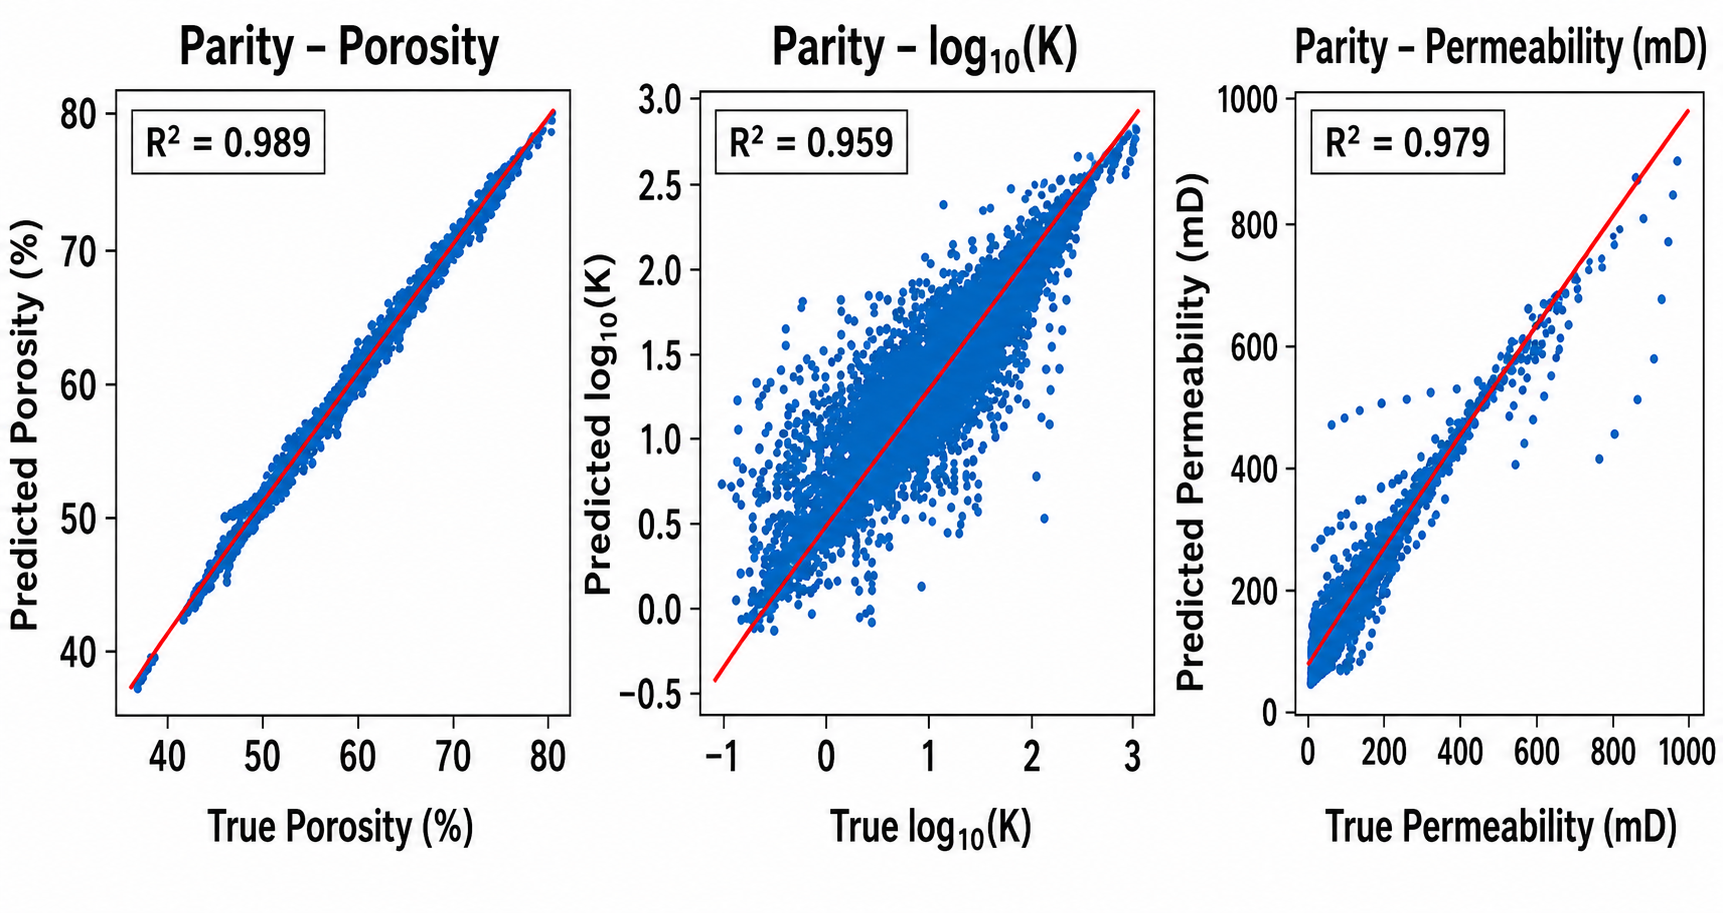 Parity – Porosity
R² = 0.989
80
70
60
50
40
Predicted Porosity (%)
40 50 60 70 80
True Porosity (%)
Parity – log₁₀(K)
R² = 0.959
3.0
2.5
2.0
1.5
1.0
0.5
0.0
−0.5
Predicted log₁₀(K)
−1 0 1 2 3
True log₁₀(K)
Parity – Permeability (mD)
R² = 0.979
1000
800
600
400
200
0
Predicted Permeability (mD)
0 200 400 600 800 1000
True Permeability (mD)